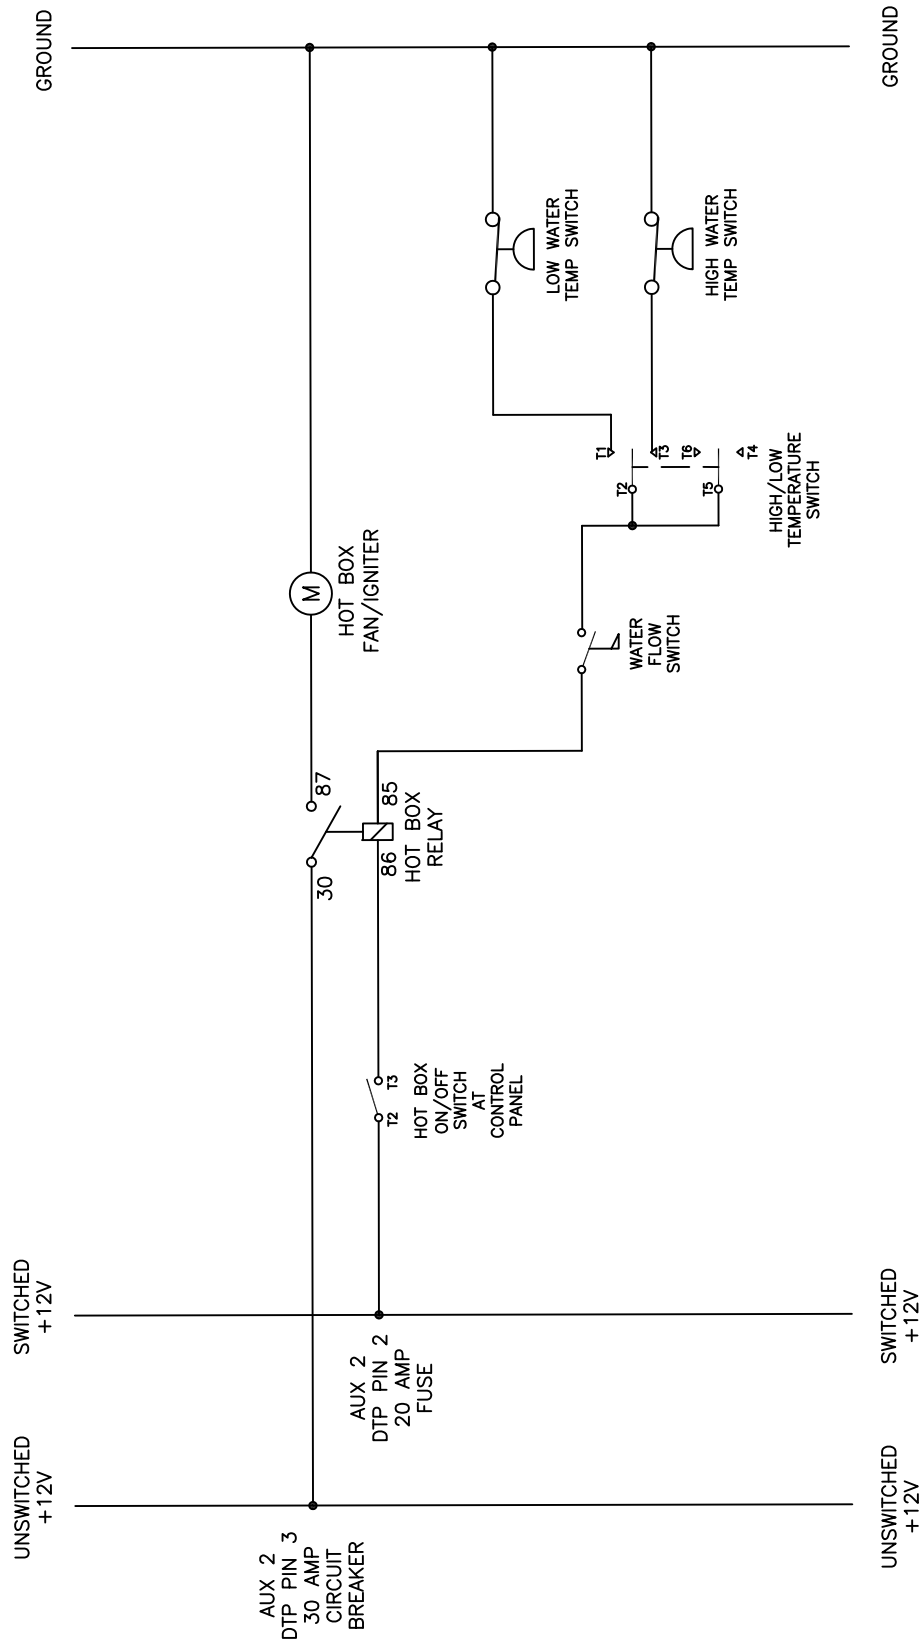 UNSWITCHED
+12V
SWITCHED
+12V
GROUND
AUX 2
DTP PIN 3
30 AMP
CIRCUIT
BREAKER
30
87
M
HOT BOX
FAN/IGNITER
AUX 2
DTP PIN 2
20 AMP
FUSE
T2
T3
HOT BOX
ON/OFF
SWITCH
AT
CONTROL
PANEL
86
85
HOT BOX
RELAY
WATER
FLOW
SWITCH
LOW WATER
TEMP SWITCH
T1
T2
T3
T6
T5
T4
HIGH/LOW
TEMPERATURE
SWITCH
HIGH WATER
TEMP SWITCH
UNSWITCHED
+12V
SWITCHED
+12V
GROUND